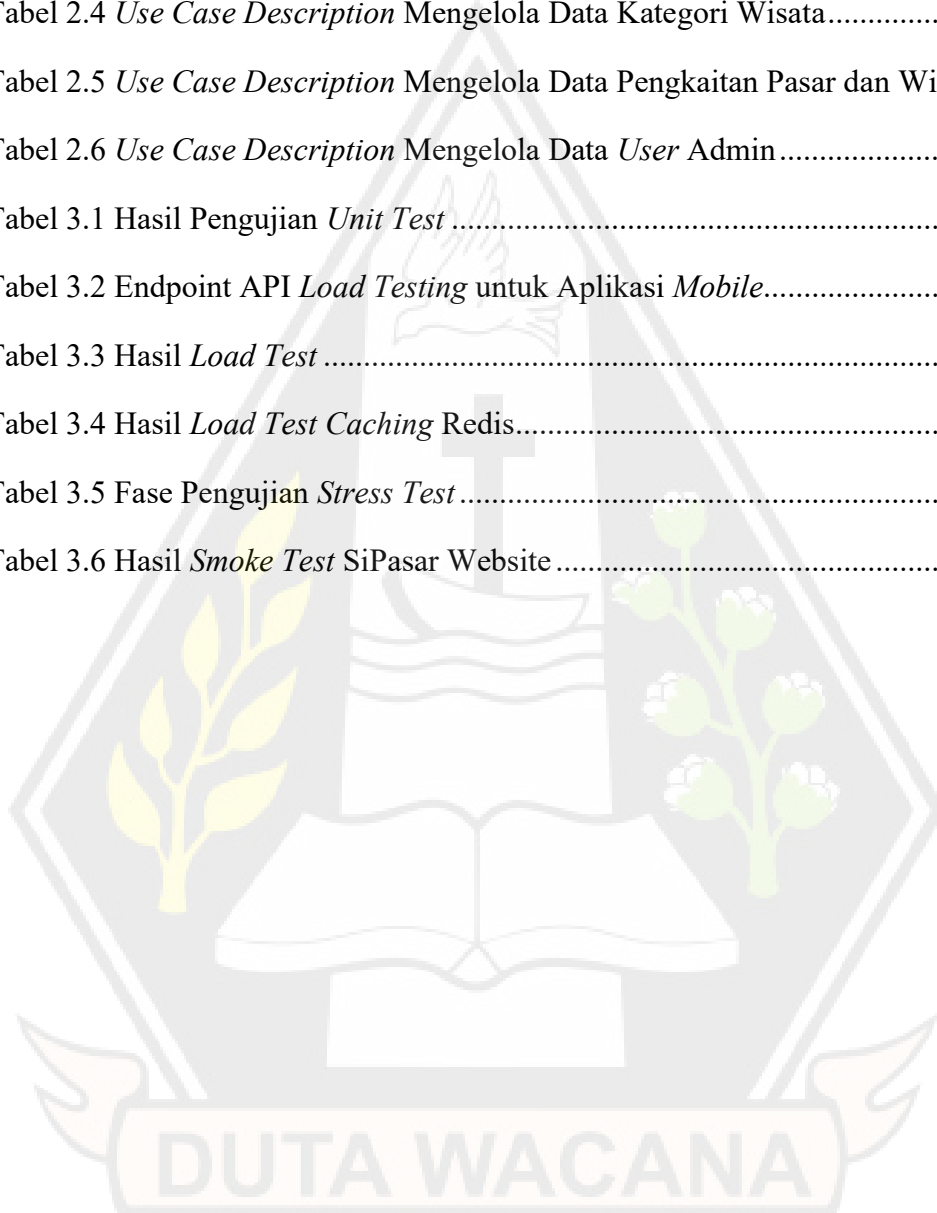 Tabel 2.4 Use Case Description Mengelola Data Kategori Wisata..............
Tabel 2.5 Use Case Description Mengelola Data Pengkaitan Pasar dan Wi
Tabel 2.6 Use Case Description Mengelola Data User Admin....................
Tabel 3.1 Hasil Pengujian Unit Test ...............................................................
Tabel 3.2 Endpoint API Load Testing untuk Aplikasi Mobile......................
Tabel 3.3 Hasil Load Test ................................................................................
Tabel 3.4 Hasil Load Test Caching Redis.......................................................
Tabel 3.5 Fase Pengujian Stress Test ..............................................................
Tabel 3.6 Hasil Smoke Test SiPasar Website ..................................................
DUTA WACANA